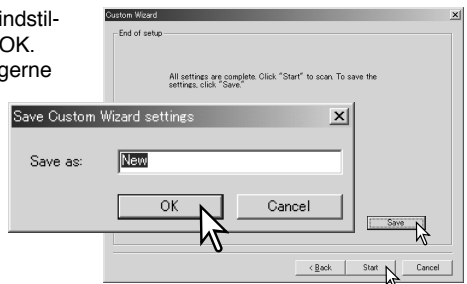 indstil-
OK.
gerne
Custom Wizard
End of setup
All settings are complete. Click "Start" to scan. To save the
settings, click "Save."
Save Custom Wizard settings
Save as:
New
OK
Cancel
Save
< Back
Start
Cancel